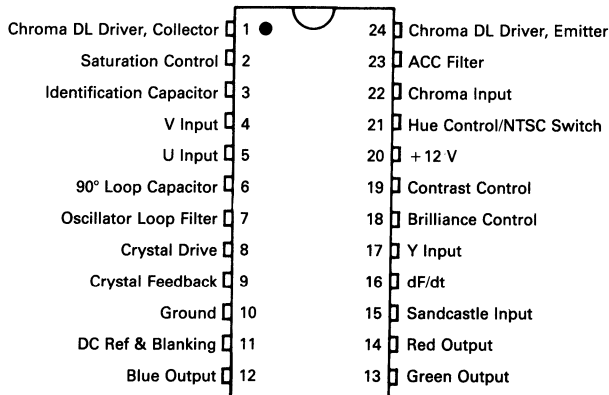 Chroma DL Driver, Collector 1 24 Chroma DL Driver, Emitter
Saturation Control 2 23 ACC Filter
Identification Capacitor 3 22 Chroma Input
V Input 4 21 Hue Control/NTSC Switch
U Input 5 20 +12 V
90° Loop Capacitor 6 19 Contrast Control
Oscillator Loop Filter 7 18 Brilliance Control
Crystal Drive 8 17 Y Input
Crystal Feedback 9 16 dF/dt
Ground 10 15 Sandcastle Input
DC Ref & Blanking 11 14 Red Output
Blue Output 12 13 Green Output